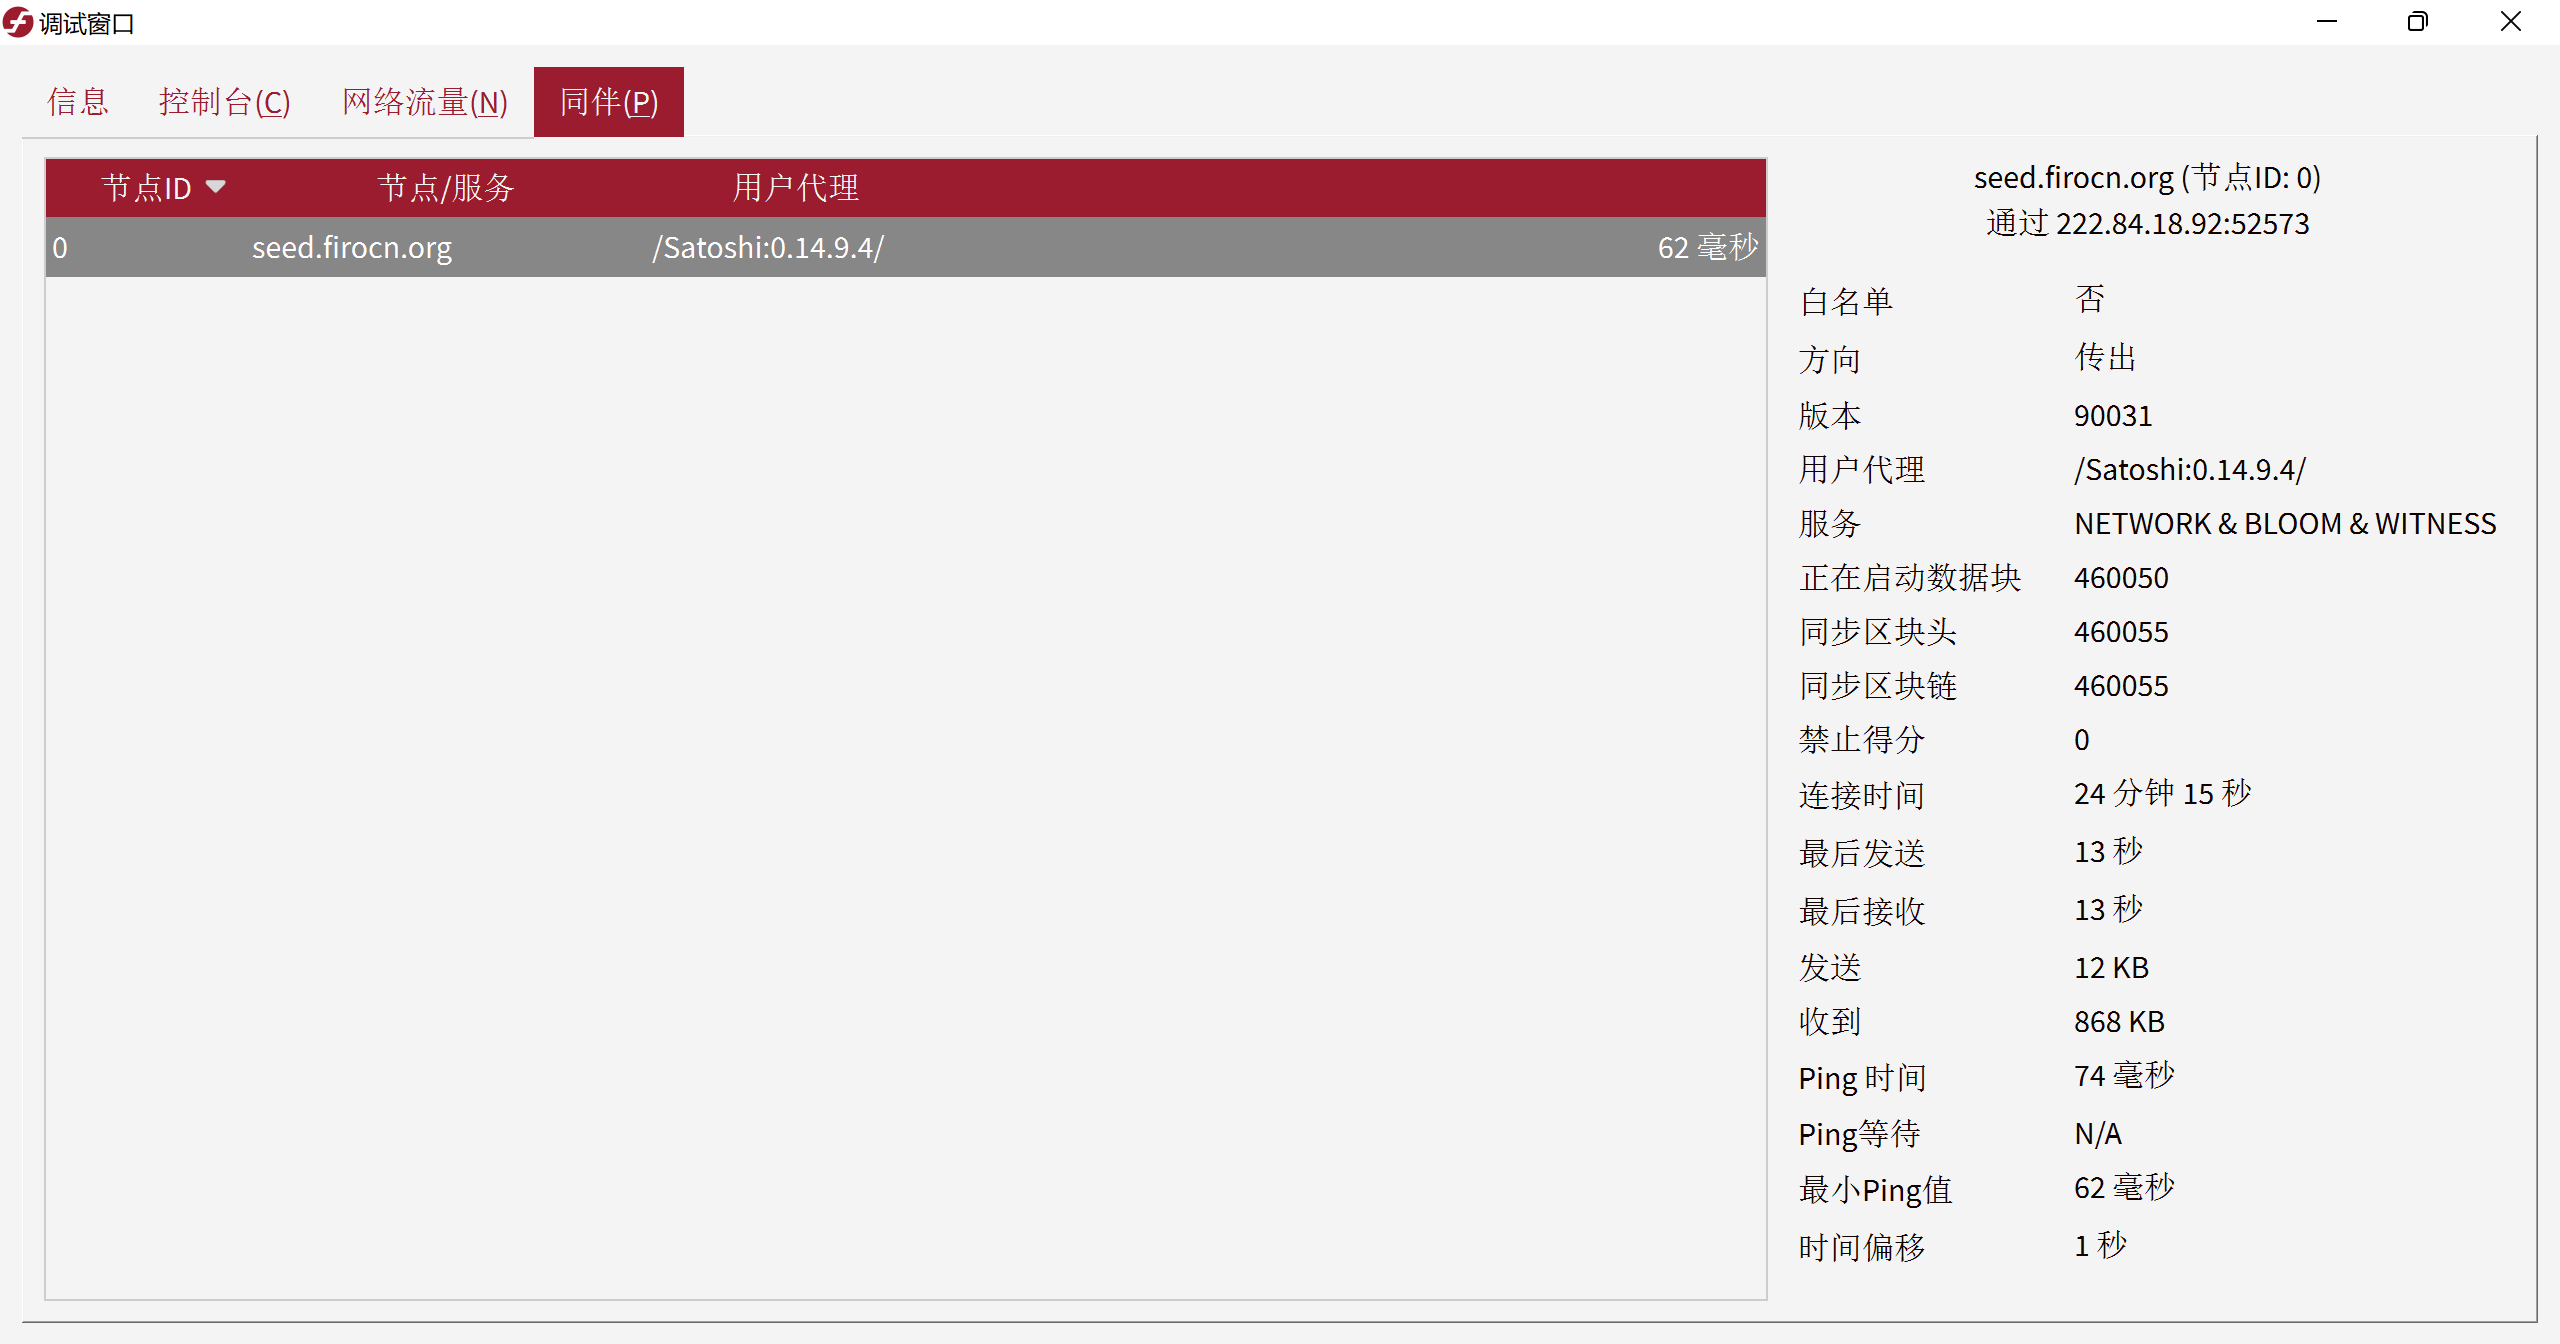 调试窗口
信息 控制台(C) 网络流量(N) 同伴(P)
节点ID 节点/服务 用户代理
0 seed.firocn.org /Satoshi:0.14.9.4/ 62 毫秒
seed.firocn.org (节点ID: 0)
通过 222.84.18.92:52573
白名单 否
方向 传出
版本 90031
用户代理 /Satoshi:0.14.9.4/
服务 NETWORK & BLOOM & WITNESS
正在启动数据块 460050
同步区块头 460055
同步区块链 460055
禁止得分 0
连接时间 24 分钟 15 秒
最后发送 13 秒
最后接收 13 秒
发送 12 KB
收到 868 KB
Ping 时间 74 毫秒
Ping等待 N/A
最小Ping值 62 毫秒
时间偏移 1 秒